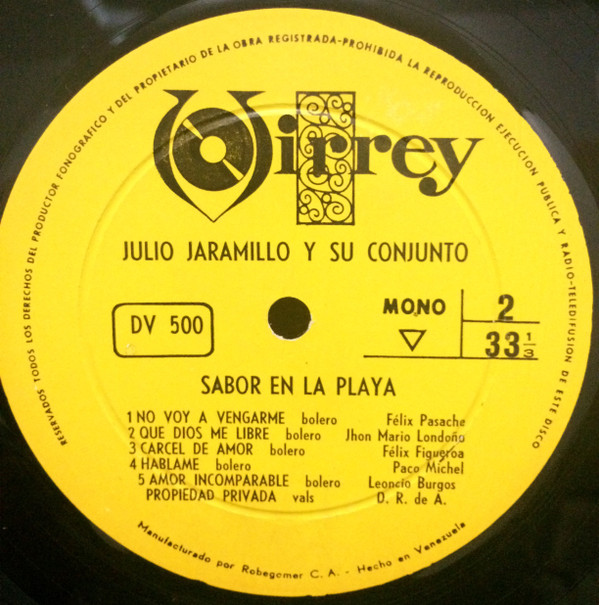 RESERVADOS TODOS LOS DERECHOS DEL PRODUCTOR FONOGRAFICO Y DEL PROPIETARIO DE LA OBRA REGISTRADA-PROHIBIDA LA REPRODUCCION EJECUCION PUBLICA Y RADIO-TELEDIFUSION DE ESTE DISCO
Virrey
JULIO JARAMILLO Y SU CONJUNTO
DV 500
MONO 2
33 1/3
SABOR EN LA PLAYA
1 NO VOY A VENGARME bolero Félix Pasache
2 QUE DIOS ME LIBRE bolero Jhon Mario Londoño
3 CARCEL DE AMOR bolero Félix Figueroa
4 HABLAME bolero Paco Michel
5 AMOR INCOMPARABLE bolero Leoncio Burgos
PROPIEDAD PRIVADA vals D. R. de A.
Manufacturado por Robegomer C. A. - Hecho en Venezuela